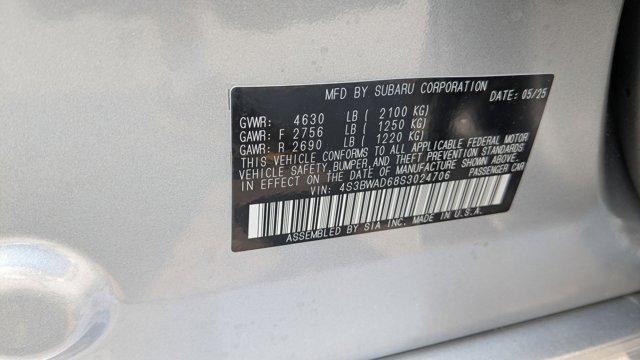 MFD BY SUBARU CORPORATION DATE: 05/25
GVWR: 4630 LB ( 2100 KG)
GAWR: F 2756 LB ( 1250 KG)
GAWR: R 2690 LB ( 1220 KG)
THIS VEHICLE CONFORMS TO ALL APPLICABLE FEDERAL MOTOR
VEHICLE SAFETY, BUMPER, AND THEFT PREVENTION STANDARDS
IN EFFECT ON THE DATE OF MANUFACTURE SHOWN ABOVE.
VIN: 4S3BWAD68S3024706 PASSENGER CAR
ASSEMBLED BY SIA INC. MADE IN U.S.A.